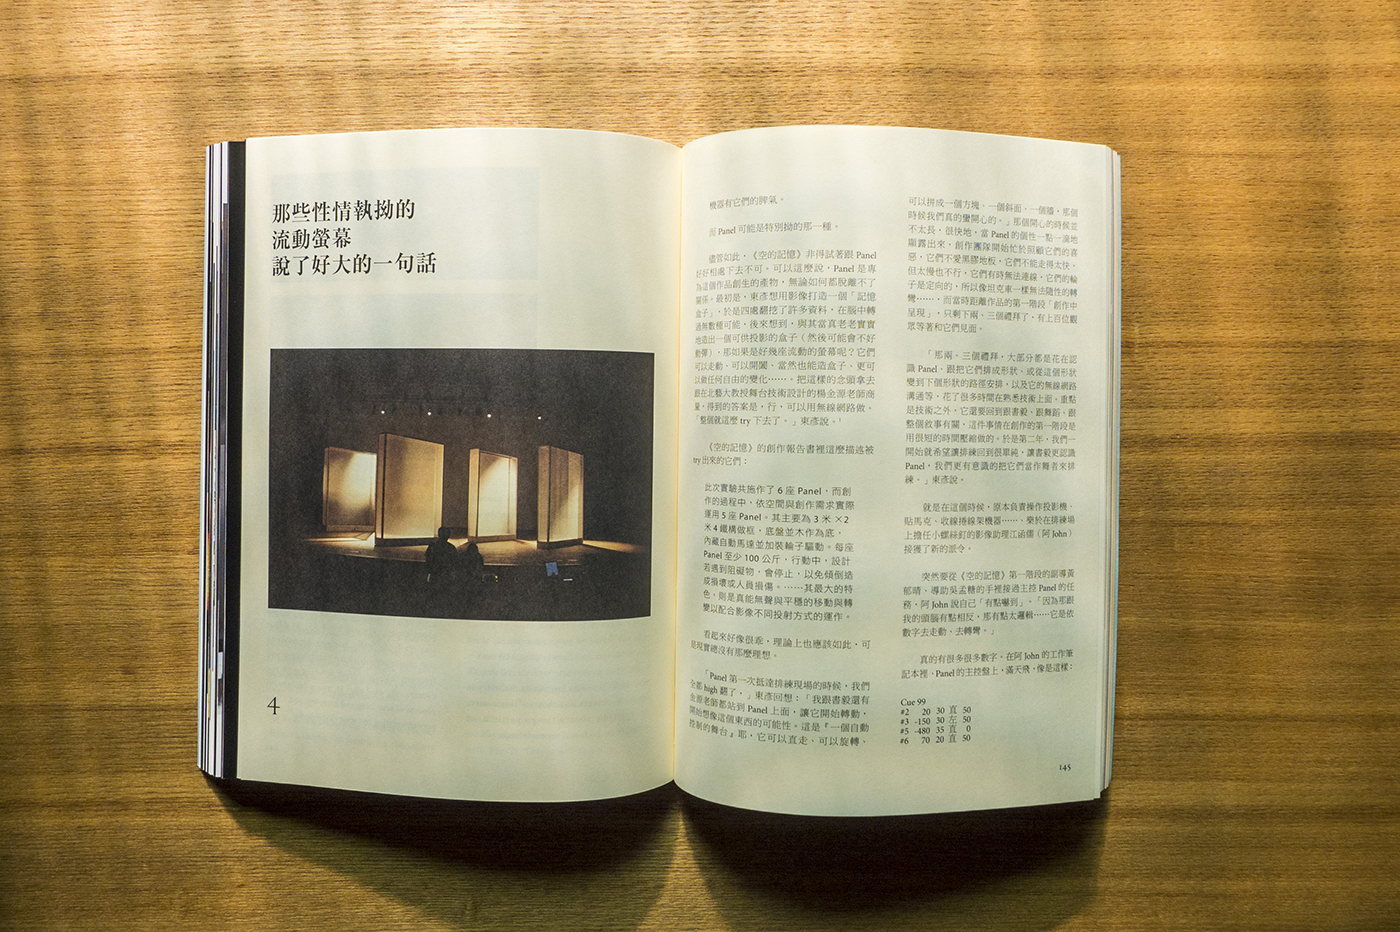 那些性情執拗的
流動螢幕
說了好大的一句話
4
機器有它們的脾氣。
而 Panel 可能是特別拗的那一種。
儘管如此，《空的記憶》非得試著跟 Panel
好好相處下去不可。可以這麼說，Panel 是專
為這個作品創生的產物，無論如何都脫離不了
關係。最初是，東彥想用影像打造一個「記憶
盒子」，於是四處翻挖了許多資料，在腦中轉
過無數種可能，後來想到，與其當真老老實實
地造出一個可供投影的盒子（然後可能會不好
動彈），那如果是好幾座流動的螢幕呢？它們
可以走動、可以開闔，當然也能造盒子、更可
以做任何自由的變化……。把這樣的念頭拿去
跟在北藝大教授舞台技術設計的楊金源老師商
量，得到的答案是，行，可以用無線網路做。
「整個就這麼 try 下去了。」東彥說。¹
《空的記憶》的創作報告書裡這麼描述被
try 出來的它們：
此次實驗共施作了 6 座 Panel，而創
作的過程中，依空間與創作需求實際
運用 5 座 Panel。其主要為 3 米 ×2
米 4 鐵構做框，底盤並木作為底，
內藏自動馬達並加裝輪子驅動。每座
Panel 至少 100 公斤，行動中，設計
若遇到阻礙物，會停止，以免傾倒造
成損壞或人員損傷。……其最大的特
色，則是真能無聲與平穩的移動與轉
變以配合影像不同投射方式的運作。
看起來好像很乖，理論上也應該如此，可
是現實總沒有那麼理想。
「Panel 第一次抵達排練現場的時候，我們
全都 high 翻了。」東彥回想：「我跟書毅還有
金源老師都站到 Panel 上面，讓它開始轉動，
開始想像這個東西的可能性。這是『一個自動
控制的舞台』耶，它可以直走、可以旋轉、
可以拼成一個方塊、一個斜面、一個牆，那個
時候我們真的蠻開心的。」那個開心的時候並
不太長，很快地，當 Panel 的個性一點一滴地
顯露出來，創作團隊開始忙於照顧它們的喜
惡，它們不愛黑膠地板，它們不能走得太快、
但太慢也不行，它們有時無法連線，它們的輪
子是定向的，所以像坦克車一樣無法隨性的轉
彎……，而當時距離作品的第一階段「創作中
呈現」，只剩下兩、三個禮拜了，有上百位觀
眾等著和它們見面。
「那兩、三個禮拜，大部分都是花在認
識 Panel，跟把它們排成形狀、或從這個形狀
變到下個形狀的路徑安排，以及它的無線網路
溝通等，花了很多時間在熟悉技術上面。重點
是技術之外，它還要回到跟書毅、跟舞蹈、跟
整個敘事有關，這件事情在創作的第一階段是
用很短的時間壓縮做的。於是第二年，我們一
開始就希望讓排練回到很單純，讓書毅更認識
Panel，我們更有意識的把它們當作舞者來排
練。」東彥說。
就是在這個時候，原本負責操作投影機、
貼馬克、收線捲線架機器……、樂於在排練場
上擔任小螺絲釘的影像助理江函儒（阿 John）
接獲了新的派令。
突然要從《空的記憶》第一階段的副導黃
郁晴、導助吳孟糖的手裡接過主控 Panel 的任
務，阿 John 說自己「有點嚇到」。「因為那跟
我的頭腦有點相反，那有點太邏輯……它是依
數字去走動、去轉彎。」
真的有很多很多數字。在阿 John 的工作筆
記本裡、Panel 的主控盤上，滿天飛，像是這樣：
Cue 99
#2 20 30 直 50
#3 -150 30 左 50
#5 -480 35 直 0
#6 70 20 直 50
145